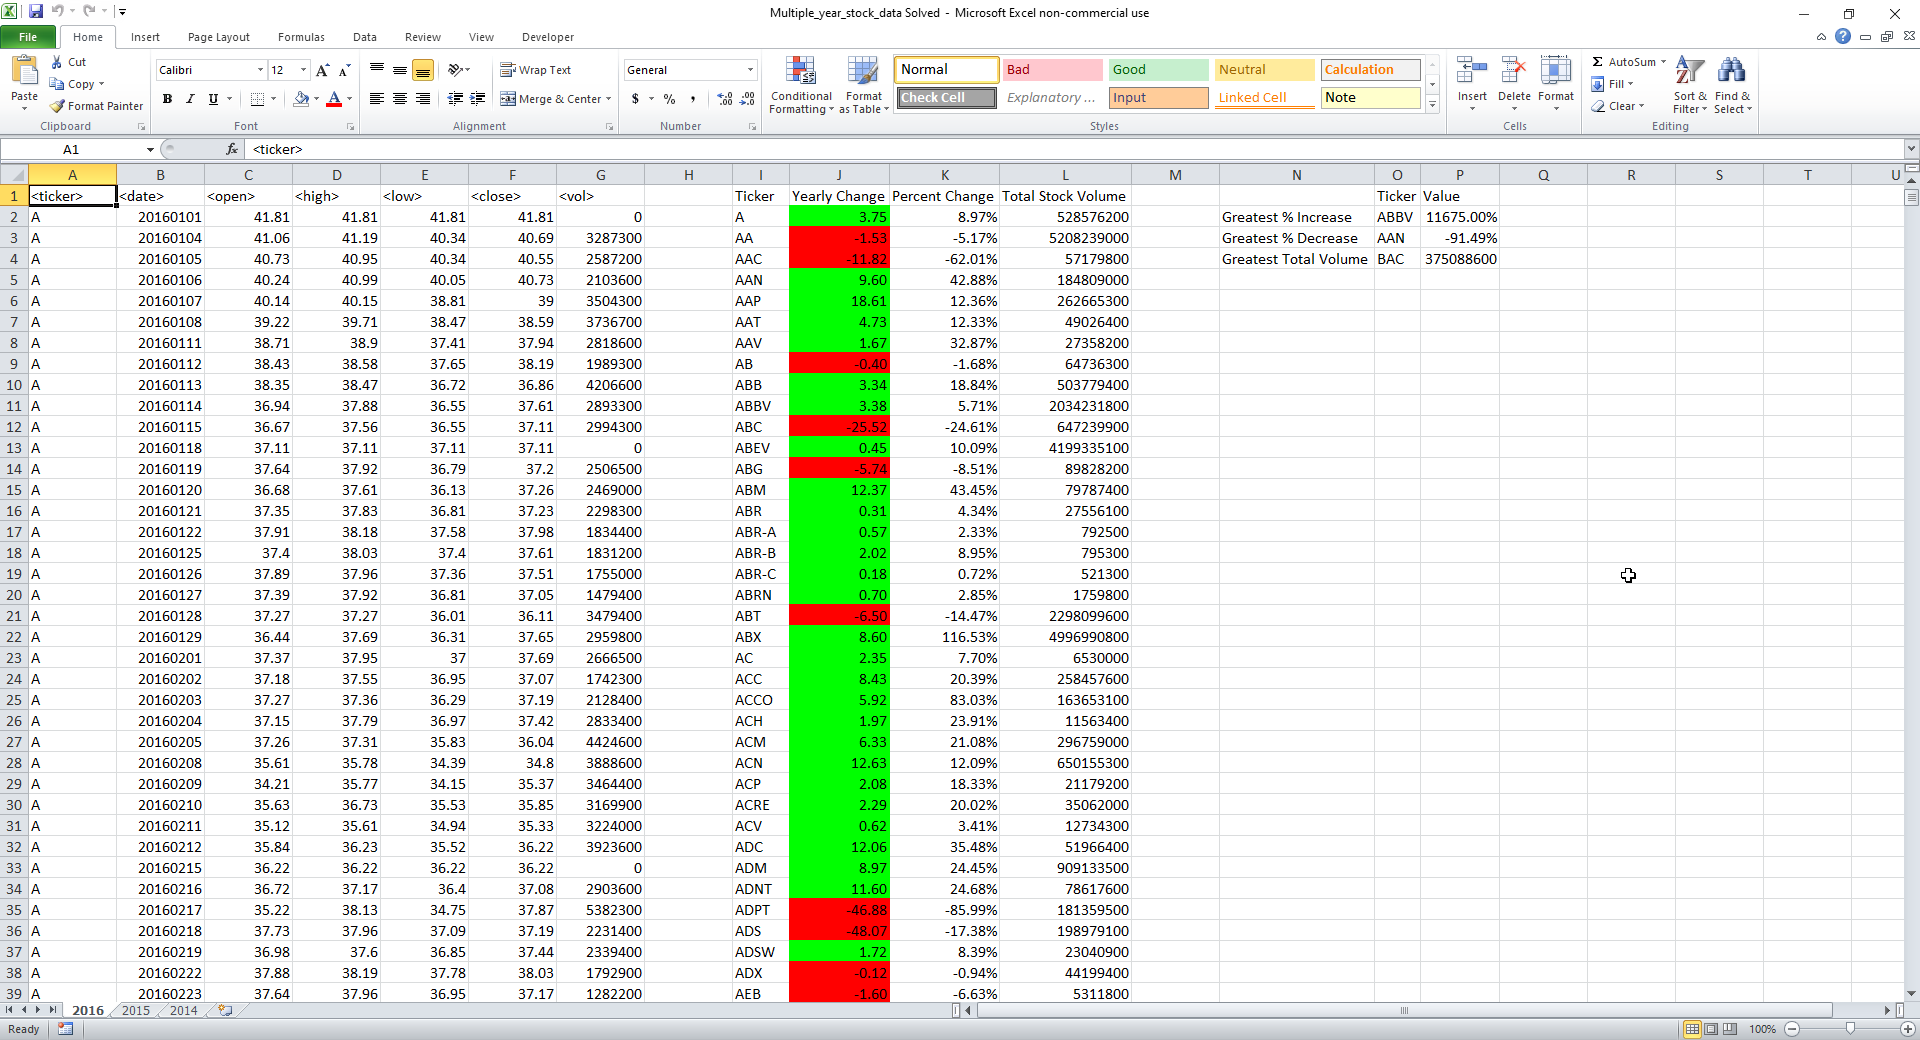 Multiple_year_stock_data Solved - Microsoft Excel non-commercial use
File Home Insert Page Layout Formulas Data Review View Developer
Paste Cut Copy Format Painter Clipboard
Calibri 12 B I U Font
Wrap Text Merge & Center Alignment
General $ % , Number
Conditional Formatting Format as Table
Normal Bad Good Neutral Calculation
Check Cell Explanatory ... Input Linked Cell Note
Styles
Insert Delete Format Cells
Σ AutoSum Fill Clear Sort & Filter Find & Select Editing
A1 fx <ticker>
A B C D E F G H I J K L M N O P Q R S T U
1 <ticker> <date> <open> <high> <low> <close> <vol> Ticker Yearly Change Percent Change Total Stock Volume Ticker Value
2 A 20160101 41.81 41.81 41.81 41.81 0 A 3.75 8.97% 528576200 Greatest % Increase ABBV 11675.00%
3 A 20160104 41.06 41.19 40.34 40.69 3287300 AA -1.53 -5.17% 5208239000 Greatest % Decrease AAN -91.49%
4 A 20160105 40.73 40.95 40.34 40.55 2587200 AAC -11.82 -62.01% 57179800 Greatest Total Volume BAC 375088600
5 A 20160106 40.24 40.99 40.05 40.73 2103600 AAN 9.60 42.88% 184809000
6 A 20160107 40.14 40.15 38.81 39 3504300 AAP 18.61 12.36% 262665300
7 A 20160108 39.22 39.71 38.47 38.59 3736700 AAT 4.73 12.33% 49026400
8 A 20160111 38.71 38.9 37.41 37.94 2818600 AAV 1.67 32.87% 27358200
9 A 20160112 38.43 38.58 37.65 38.19 1989300 AB -0.40 -1.68% 64736300
10 A 20160113 38.35 38.47 36.72 36.86 4206600 ABB 3.34 18.84% 503779400
11 A 20160114 36.94 37.88 36.55 37.61 2893300 ABBV 3.38 5.71% 2034231800
12 A 20160115 36.67 37.56 36.55 37.11 2994300 ABC -25.52 -24.61% 647239900
13 A 20160118 37.11 37.11 37.11 37.11 0 ABEV 0.45 10.09% 4199335100
14 A 20160119 37.64 37.92 36.79 37.2 2506500 ABG -5.74 -8.51% 89828200
15 A 20160120 36.68 37.61 36.13 37.26 2469000 ABM 12.37 43.45% 79787400
16 A 20160121 37.35 37.83 36.81 37.23 2298300 ABR 0.31 4.34% 27556100
17 A 20160122 37.91 38.18 37.58 37.98 1834400 ABR-A 0.57 2.33% 792500
18 A 20160125 37.4 38.03 37.4 37.61 1831200 ABR-B 2.02 8.95% 795300
19 A 20160126 37.89 37.96 37.36 37.51 1755000 ABR-C 0.18 0.72% 521300
20 A 20160127 37.39 37.92 36.81 37.05 1479400 ABRN 0.70 2.85% 1759800
21 A 20160128 37.27 37.27 36.01 36.11 3479400 ABT -6.50 -14.47% 2298099600
22 A 20160129 36.44 37.69 36.31 37.65 2959800 ABX 8.60 116.53% 4996990800
23 A 20160201 37.37 37.95 37 37.69 2666500 AC 2.35 7.70% 6530000
24 A 20160202 37.18 37.55 36.95 37.07 1742300 ACC 8.43 20.39% 258457600
25 A 20160203 37.27 37.36 36.29 37.19 2128400 ACCO 5.92 83.03% 163653100
26 A 20160204 37.15 37.79 36.97 37.42 2833400 ACH 1.97 23.91% 11563400
27 A 20160205 37.26 37.31 35.83 36.04 4424600 ACM 6.33 21.08% 296759000
28 A 20160208 35.61 35.78 34.39 34.8 3888600 ACN 12.63 12.09% 650155300
29 A 20160209 34.21 35.77 34.15 35.37 3464400 ACP 2.08 18.33% 21179200
30 A 20160210 35.63 36.73 35.53 35.85 3169900 ACRE 2.29 20.02% 35062000
31 A 20160211 35.12 35.61 34.94 35.33 3224000 ACV 0.62 3.41% 12734300
32 A 20160212 35.84 36.23 35.52 36.22 3923600 ADC 12.06 35.48% 51966400
33 A 20160215 36.22 36.22 36.22 36.22 0 ADM 8.97 24.45% 909133500
34 A 20160216 36.72 37.17 36.4 37.08 2903600 ADNT 11.60 24.68% 78617600
35 A 20160217 35.22 38.13 34.75 37.87 5382300 ADPT -46.88 -85.99% 181359500
36 A 20160218 37.73 37.96 37.09 37.19 2231400 ADS -48.07 -17.38% 198979100
37 A 20160219 36.98 37.6 36.85 37.44 2339400 ADSW 1.72 8.39% 23040900
38 A 20160222 37.88 38.19 37.78 38.03 1792900 ADX -0.12 -0.94% 44199400
39 A 20160223 37.64 37.96 36.95 37.17 1282200 AEB -1.60 -6.63% 5311800
2016 2015 2014
Ready 100%